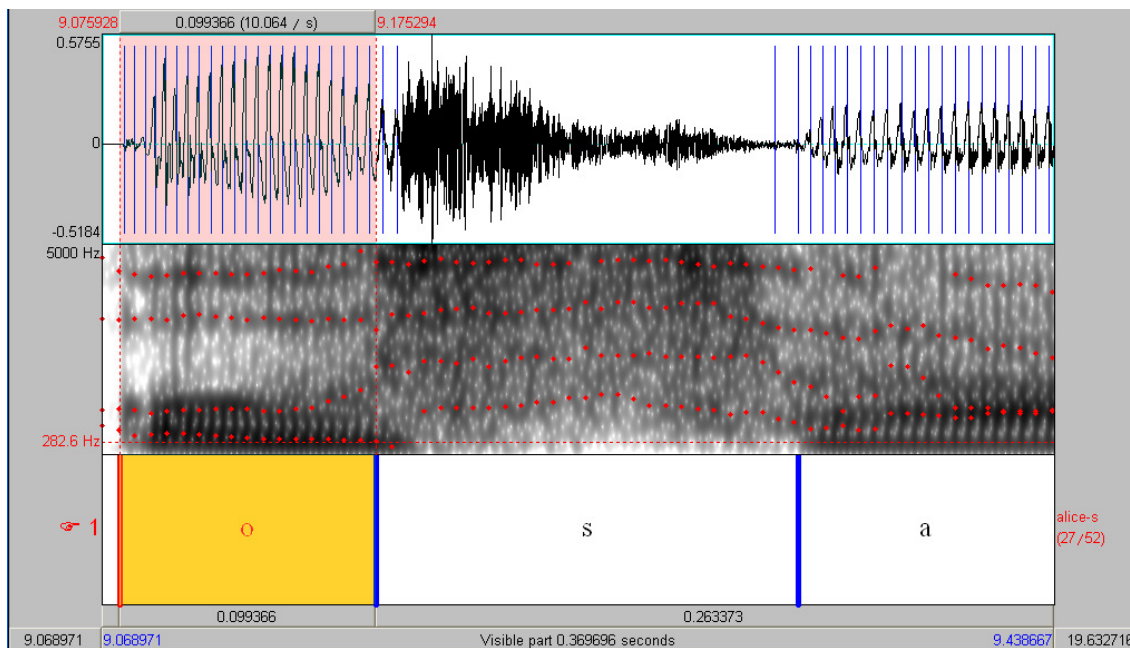 9.075928 0.099366 (10.064 / s) 9.175294
0.5755
0
-0.5184
5000 Hz
282.6 Hz
☞ 1 o s a alice-s
(27/52)
0.099366 0.263373
9.068971 9.068971 Visible part 0.369696 seconds 9.438667 19.632716